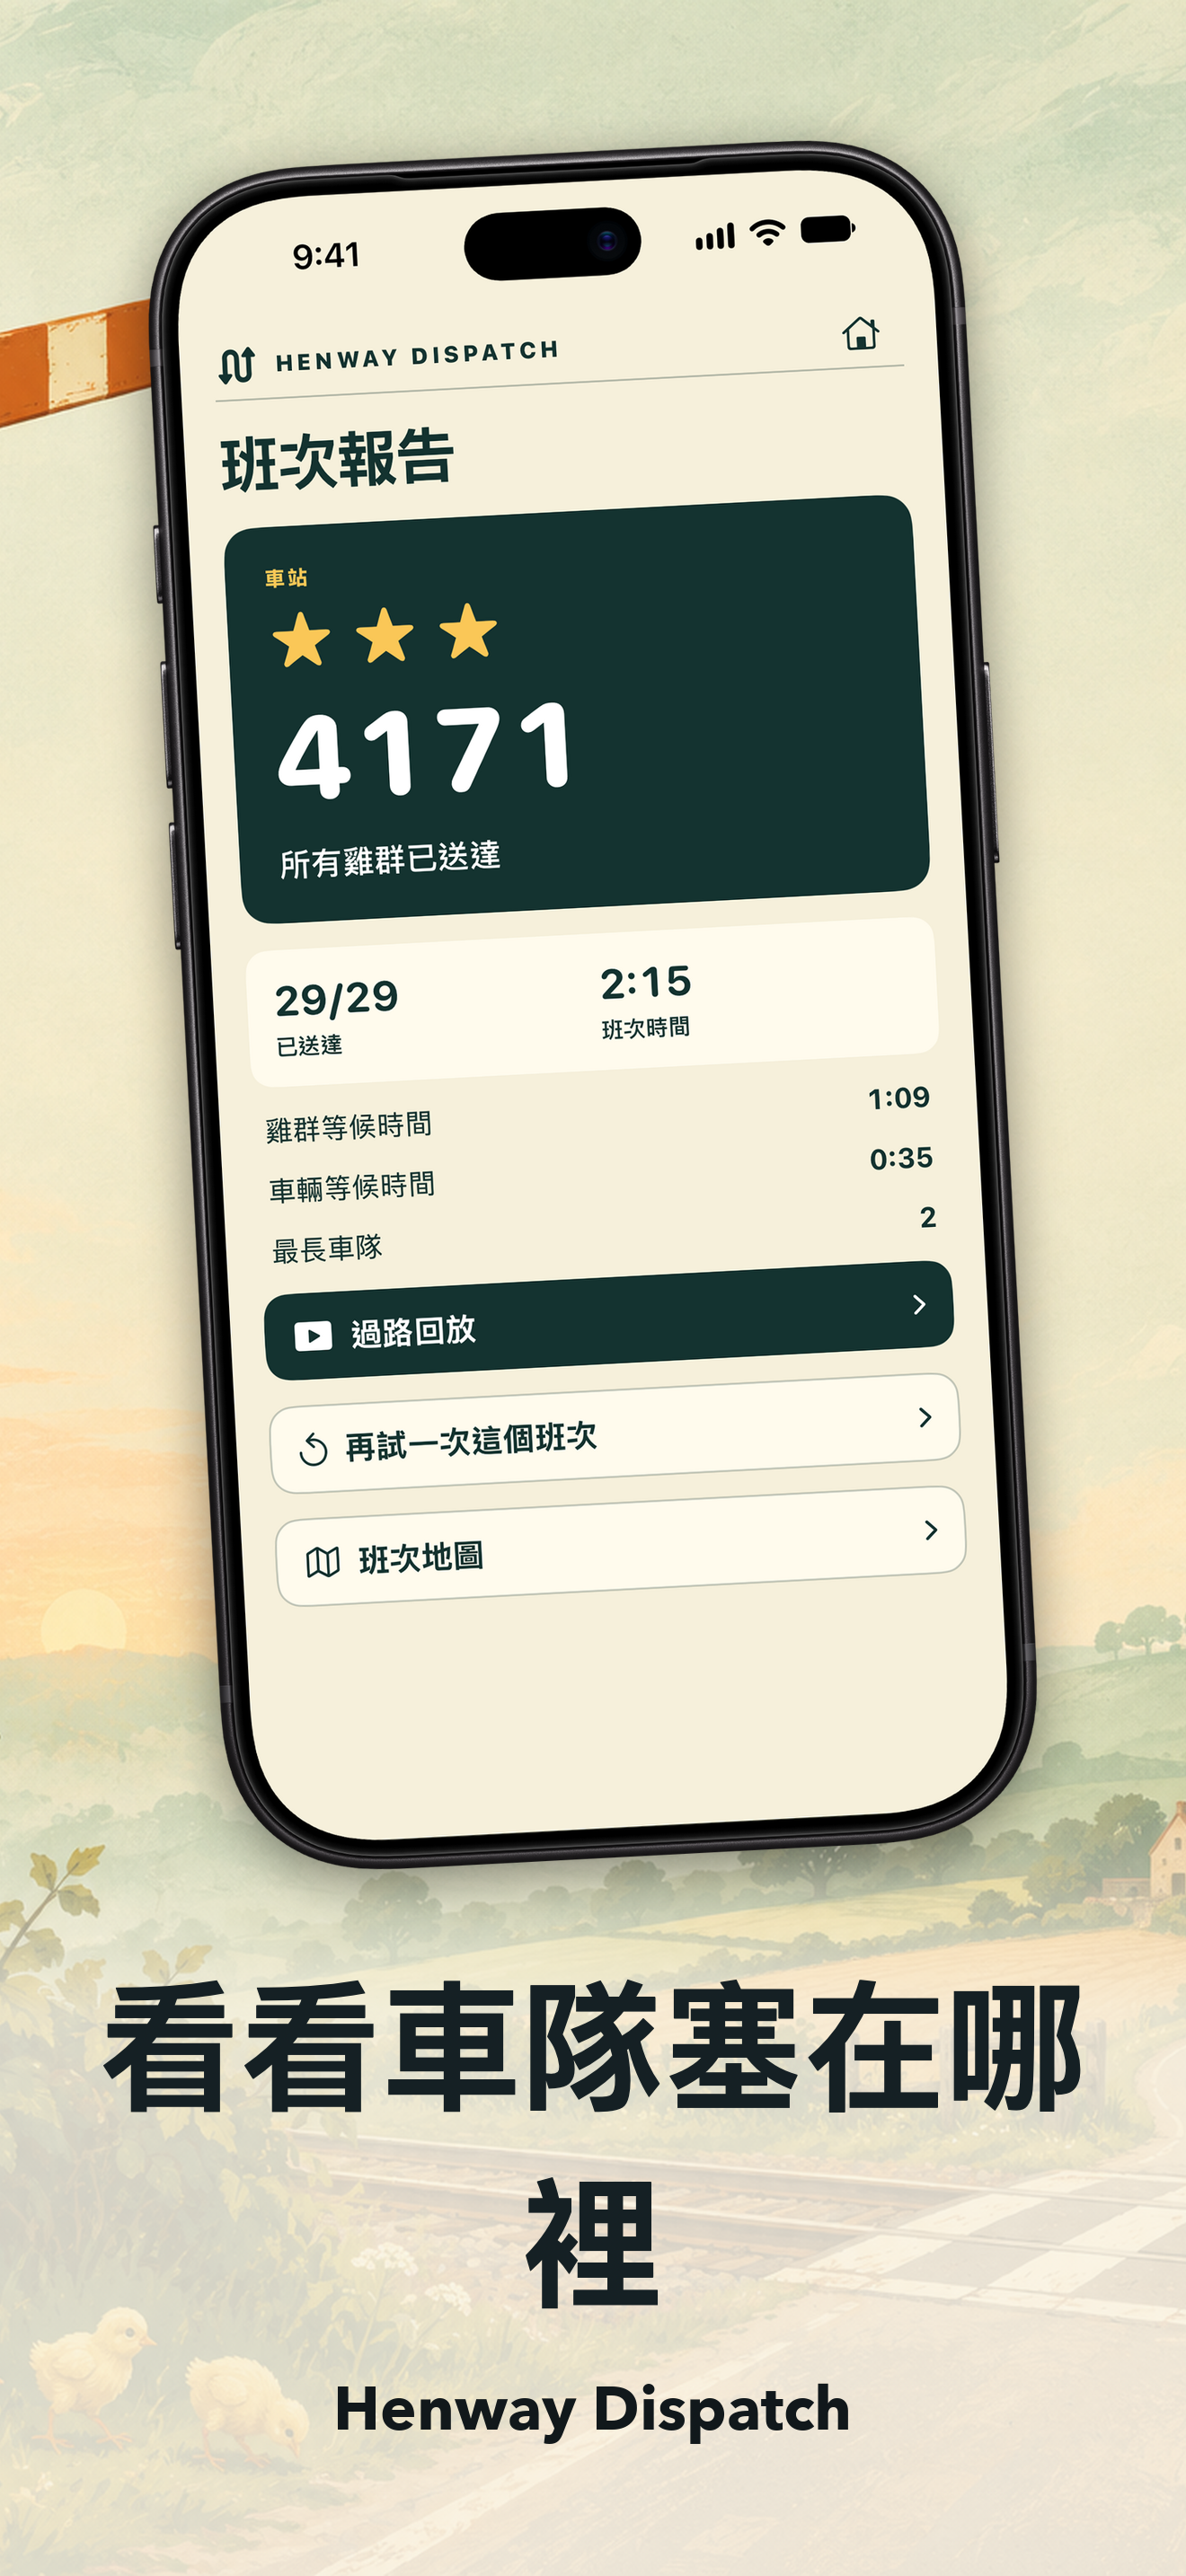 9:41
HENWAY DISPATCH
班次報告
車站
4171
所有雞群已送達
29/29
已送達
2:15
班次時間
雞群等候時間 1:09
車輛等候時間 0:35
最長車隊 2
過路回放
再試一次這個班次
班次地圖
看看車隊塞在哪
裡
Henway Dispatch